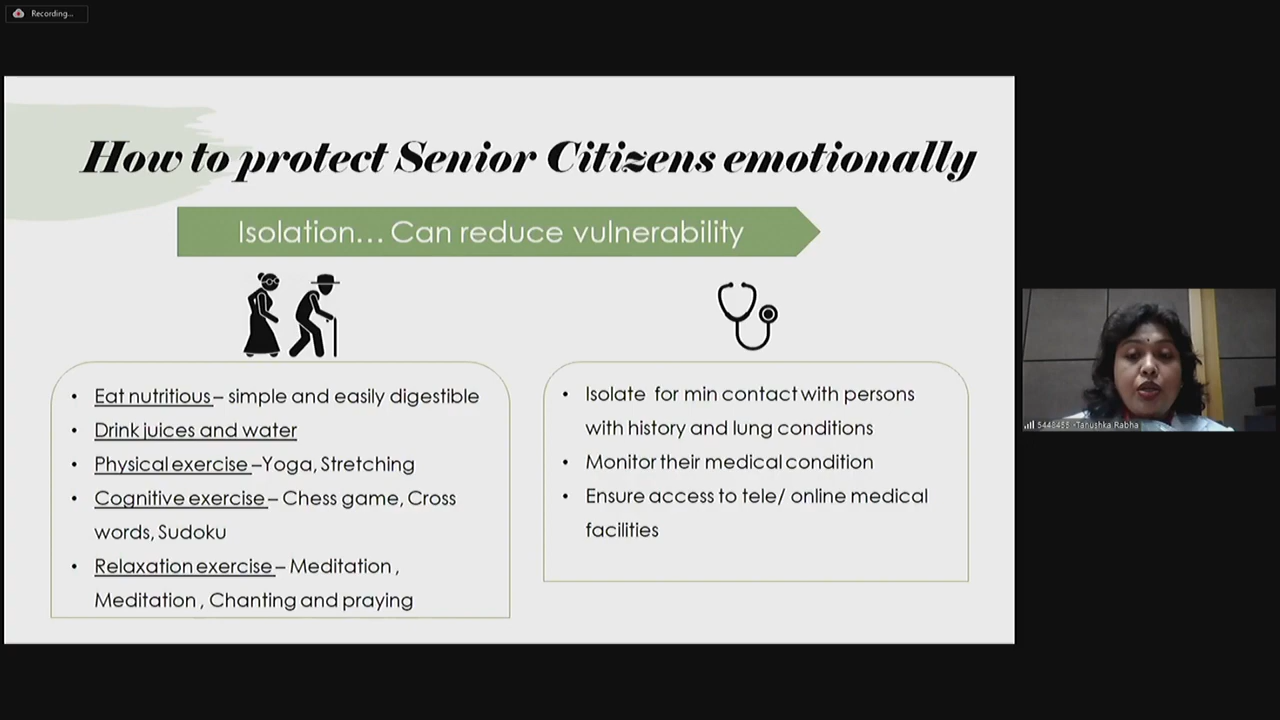 Recording...
How to protect Senior Citizens emotionally
Isolation... Can reduce vulnerability
• Eat nutritious – simple and easily digestible
• Drink juices and water
• Physical exercise –Yoga, Stretching
• Cognitive exercise – Chess game, Cross
words, Sudoku
• Relaxation exercise – Meditation ,
Meditation , Chanting and praying
• Isolate for min contact with persons
with history and lung conditions
• Monitor their medical condition
• Ensure access to tele/ online medical
facilities
Tanushka Rabha